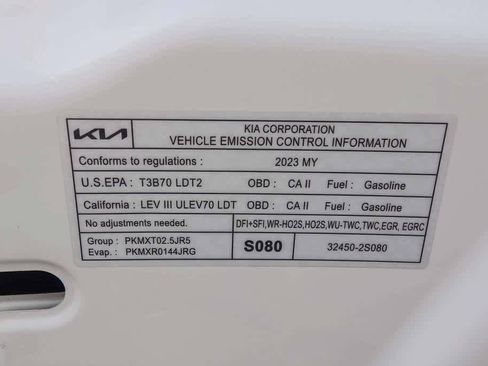 KIA
KIA CORPORATION
VEHICLE EMISSION CONTROL INFORMATION
Conforms to regulations : 2023 MY
U.S.EPA : T3B70 LDT2 OBD : CA II Fuel : Gasoline
California : LEV III ULEV70 LDT OBD : CA II Fuel : Gasoline
No adjustments needed. DFI+SFI,WR-HO2S,HO2S,WU-TWC,TWC,EGR, EGRC
Group : PKMXT02.5JR5
Evap. : PKMXR0144JRG
S080 32450-2S080